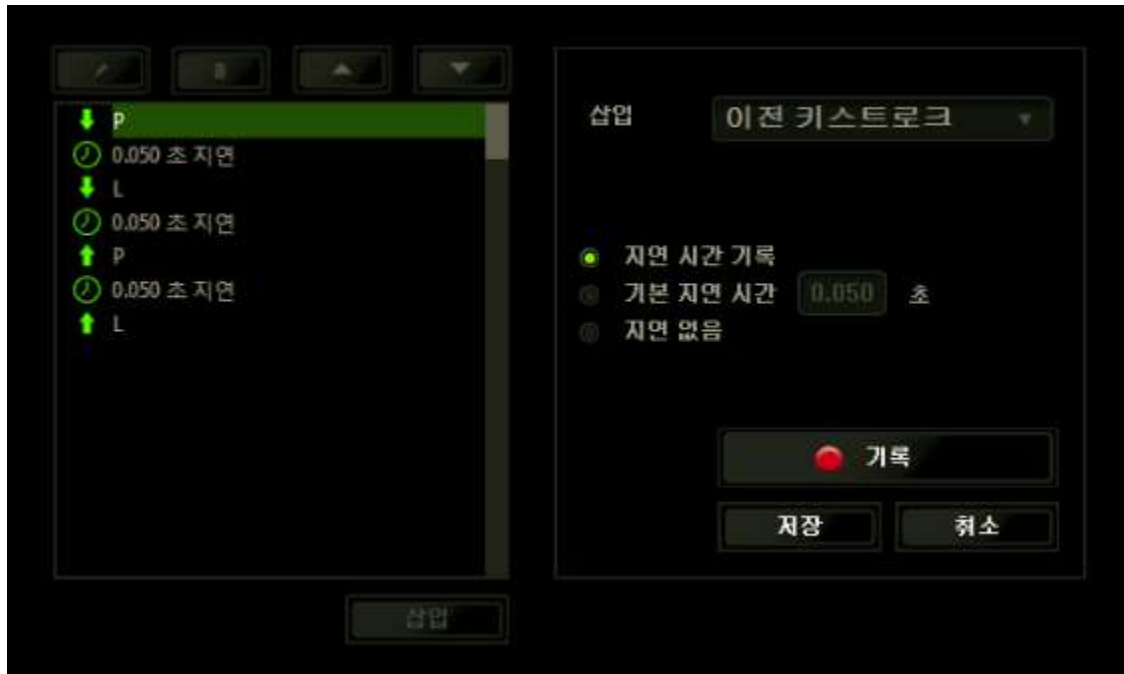 P
0.050 초 지연
L
0.050 초 지연
P
0.050 초 지연
L
삽입
삽입 이전 키스트로크
지연 시간 기록
기본 지연 시간 0.050 초
지연 없음
기록
저장 취소